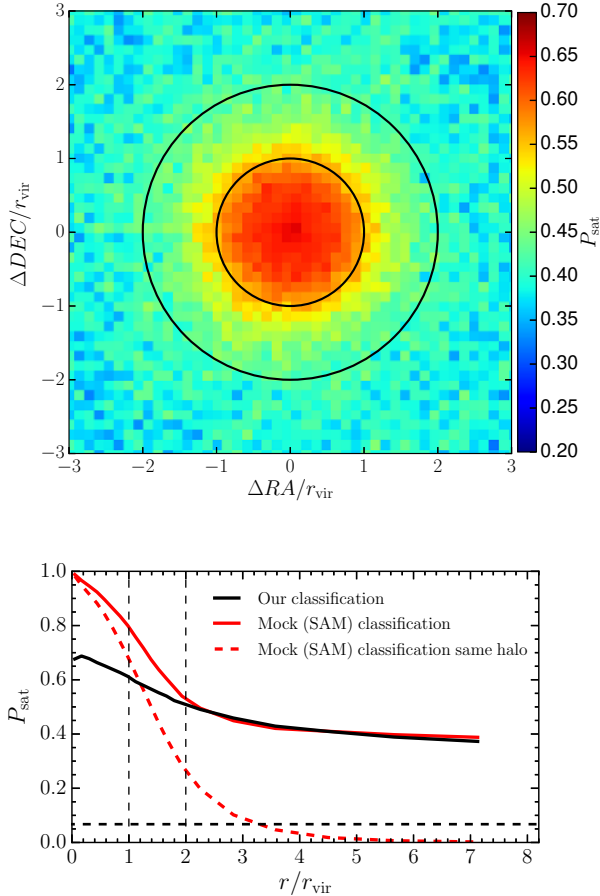 3
2
1
0
−1
−2
−3
−3 −2 −1 0 1 2 3
ΔDEC/r_vir
ΔRA/r_vir
0.70
0.65
0.60
0.55
0.50
0.45
0.40
0.35
0.30
0.25
0.20
P_sat
1.0
0.8
0.6
0.4
0.2
0.0
P_sat
Our classification
Mock (SAM) classification
Mock (SAM) classification same halo
0 1 2 3 4 5 6 7 8
r/r_vir